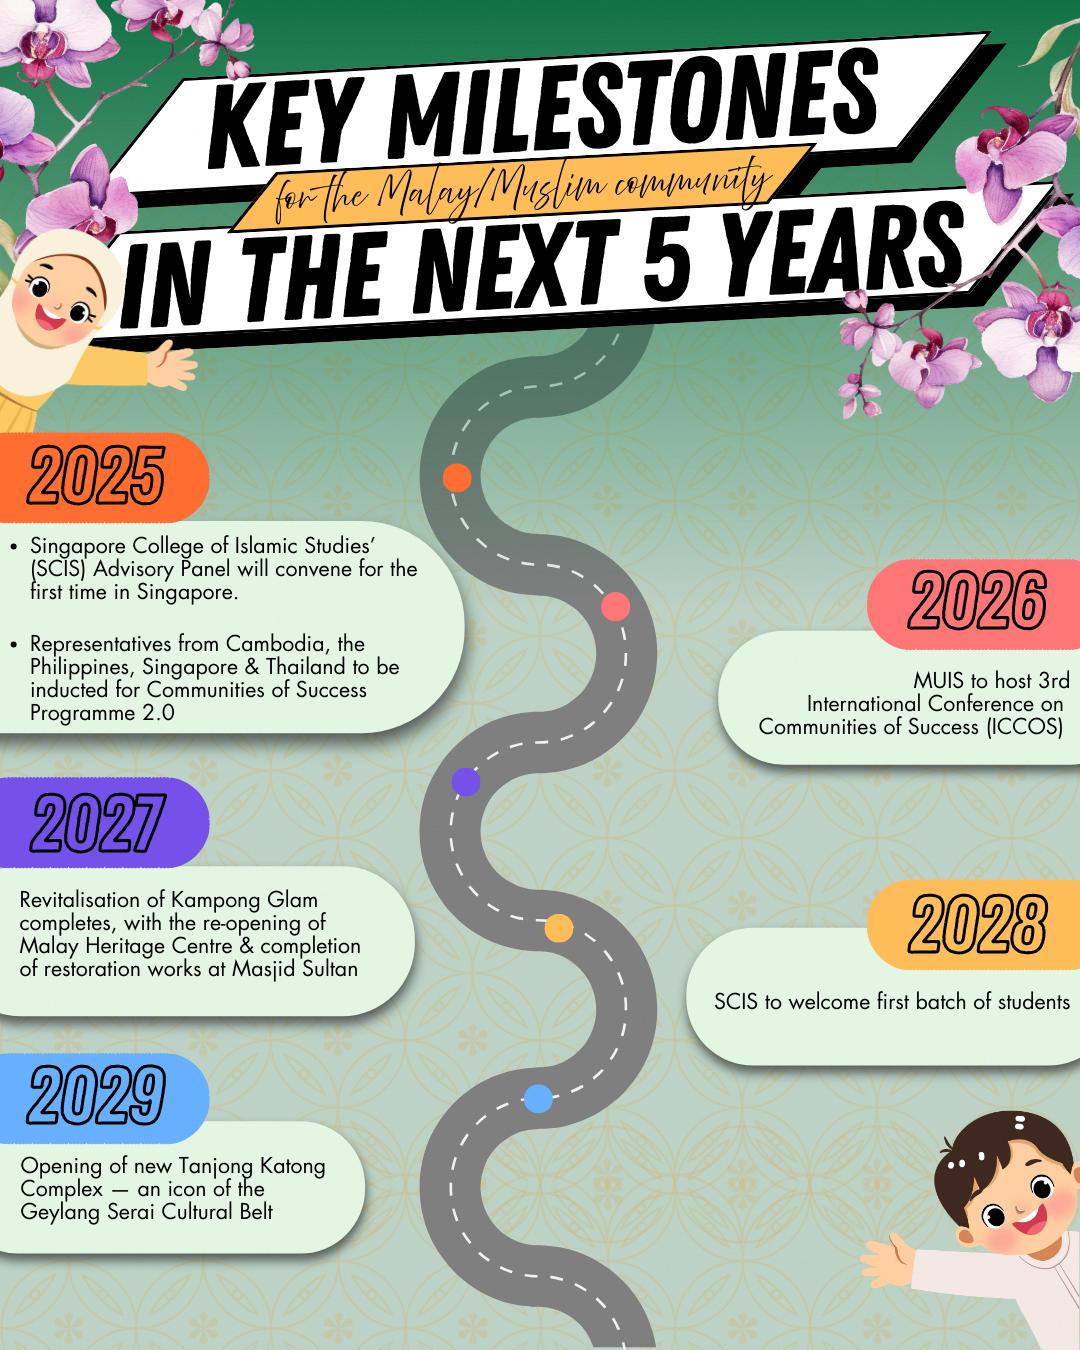 KEY MILESTONES
for the Malay/Muslim community
IN THE NEXT 5 YEARS
2025
• Singapore College of Islamic Studies’
(SCIS) Advisory Panel will convene for the
first time in Singapore.
• Representatives from Cambodia, the
Philippines, Singapore & Thailand to be
inducted for Communities of Success
Programme 2.0
2026
MUIS to host 3rd
International Conference on
Communities of Success (ICCOS)
2027
Revitalisation of Kampong Glam
completes, with the re-opening of
Malay Heritage Centre & completion
of restoration works at Masjid Sultan
2028
SCIS to welcome first batch of students
2029
Opening of new Tanjong Katong
Complex — an icon of the
Geylang Serai Cultural Belt